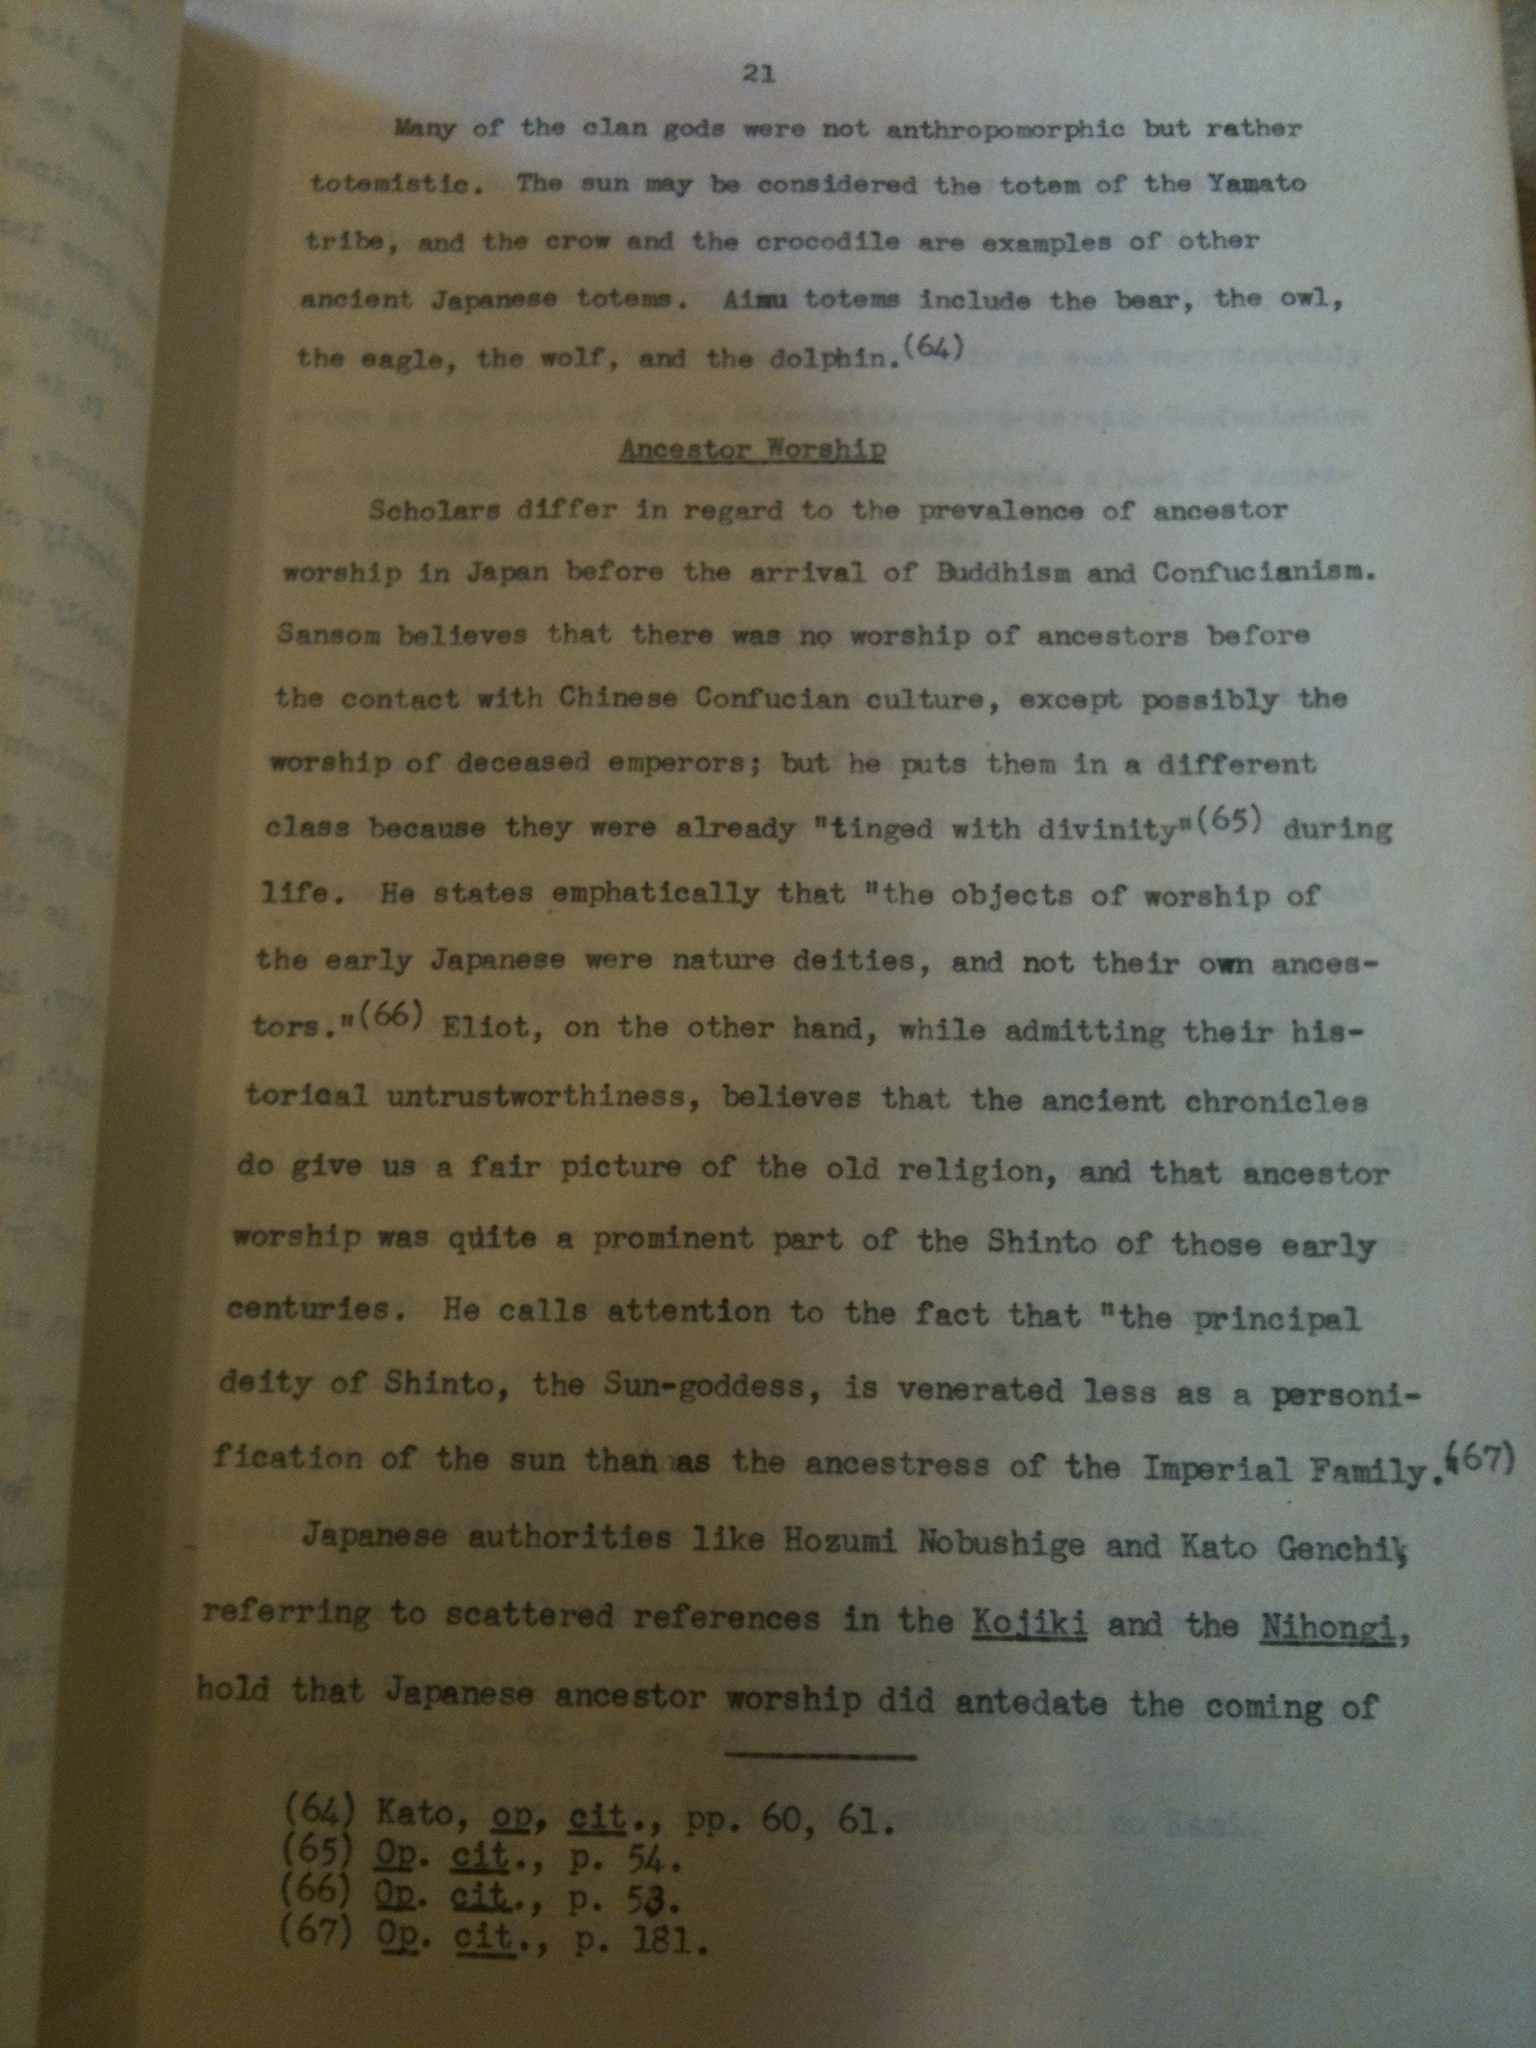 21
Many of the clan gods were not anthropomorphic but rather
totemistic. The sun may be considered the totem of the Yamato
tribe, and the crow and the crocodile are examples of other
ancient Japanese totems. Ainu totems include the bear, the owl,
the eagle, the wolf, and the dolphin.(64)
Ancestor Worship
Scholars differ in regard to the prevalence of ancestor
worship in Japan before the arrival of Buddhism and Confucianism.
Sansom believes that there was no worship of ancestors before
the contact with Chinese Confucian culture, except possibly the
worship of deceased emperors; but he puts them in a different
class because they were already "tinged with divinity"(65) during
life. He states emphatically that "the objects of worship of
the early Japanese were nature deities, and not their own ances-
tors."(66) Eliot, on the other hand, while admitting their his-
torical untrustworthiness, believes that the ancient chronicles
do give us a fair picture of the old religion, and that ancestor
worship was quite a prominent part of the Shinto of those early
centuries. He calls attention to the fact that "the principal
deity of Shinto, the Sun-goddess, is venerated less as a personi-
fication of the sun than as the ancestress of the Imperial Family."(67)
Japanese authorities like Hozumi Nobushige and Kato Genchi,
referring to scattered references in the Kojiki and the Nihongi,
hold that Japanese ancestor worship did antedate the coming of
(64) Kato, op. cit., pp. 60, 61.
(65) Op. cit., p. 54.
(66) Op. cit., p. 53.
(67) Op. cit., p. 181.